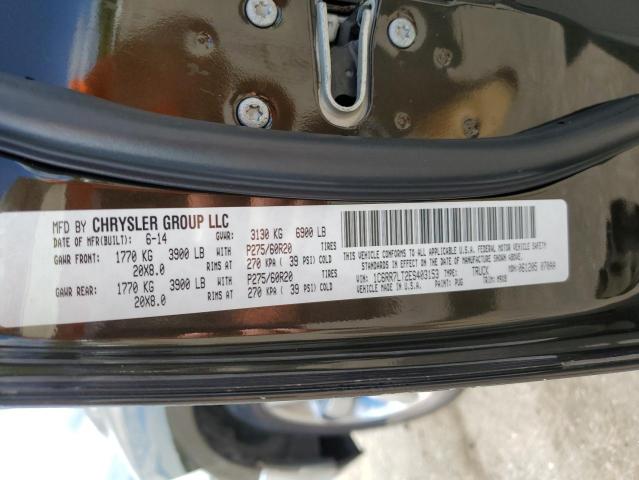 MFD BY CHRYSLER GROUP LLC
DATE OF MFR(BUILT): 6-14 GVWR: 3130 KG 6900 LB
GAWR FRONT: 1770 KG 3900 LB WITH P275/60R20 TIRES
20X8.0 RIMS AT 270 KPA ( 39 PSI) COLD
GAWR REAR: 1770 KG 3900 LB WITH P275/60R20 TIRES
20X8.0 RIMS AT 270 KPA ( 39 PSI) COLD
THIS VEHICLE CONFORMS TO ALL APPLICABLE U.S.A. FEDERAL MOTOR VEHICLE SAFETY
STANDARDS IN EFFECT ON THE DATE OF MANUFACTURE SHOWN ABOVE.
VIN: 1C6RR7LT2ES403153 TYPE: TRUCK MDH: 061205 070AA
VEHICLE MADE IN U.S.A. PAINT: PUG TRIM: